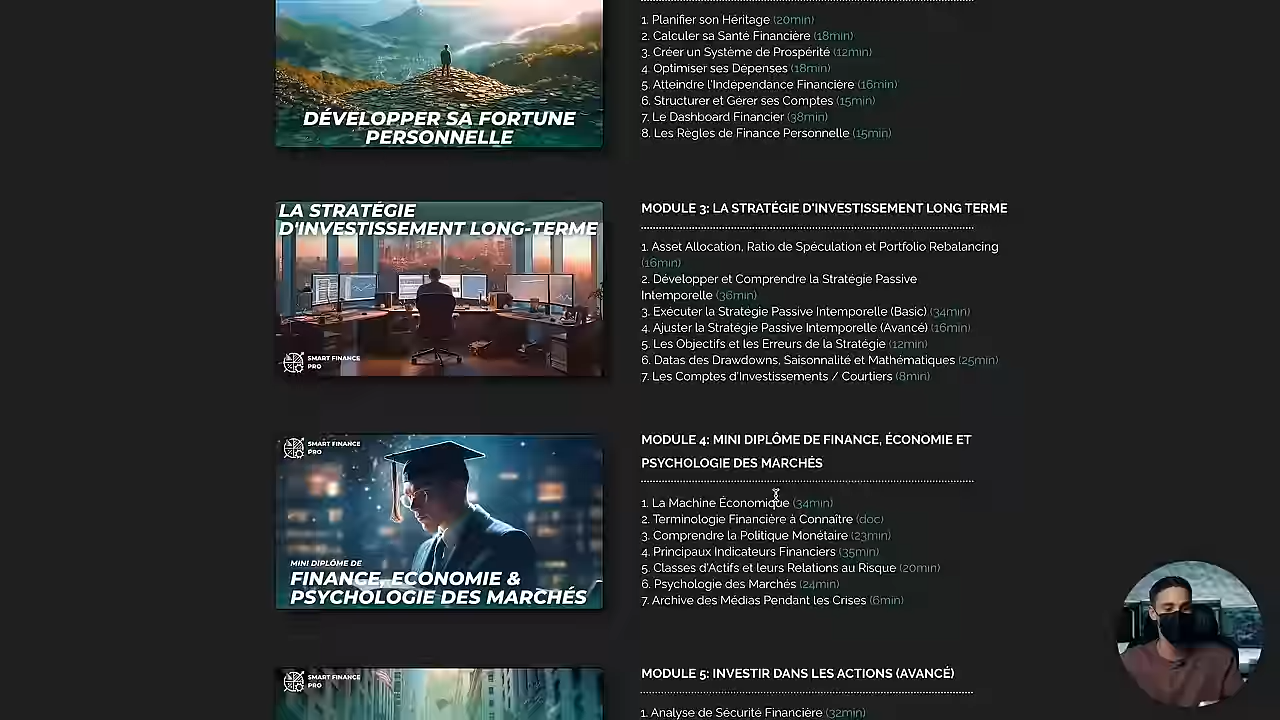 1. Planifier son Héritage (20min)
2. Calculer sa Santé Financière (18min)
3. Créer un Système de Prospérité (12min)
4. Optimiser ses Dépenses (18min)
5. Atteindre l'Indépendance Financière (16min)
6. Structurer et Gérer ses Comptes (15min)
7. Le Dashboard Financier (38min)
8. Les Règles de Finance Personnelle (15min)
DÉVELOPPER SA FORTUNE
PERSONNELLE
LA STRATÉGIE
D'INVESTISSEMENT LONG-TERME
SMART FINANCE
PRO
MODULE 3: LA STRATÉGIE D'INVESTISSEMENT LONG TERME
1. Asset Allocation, Ratio de Spéculation et Portfolio Rebalancing
(16min)
2. Développer et Comprendre la Stratégie Passive
Intemporelle (36min)
3. Exécuter la Stratégie Passive Intemporelle (Basic) (34min)
4. Ajuster la Stratégie Passive Intemporelle (Avancé) (16min)
5. Les Objectifs et les Erreurs de la Stratégie (12min)
6. Datas des Drawdowns, Saisonnalité et Mathématiques (25min)
7. Les Comptes d'Investissements / Courtiers (8min)
SMART FINANCE
PRO
MINI DIPLÔME DE
FINANCE, ECONOMIE &
PSYCHOLOGIE DES MARCHÉS
MODULE 4: MINI DIPLÔME DE FINANCE, ÉCONOMIE ET
PSYCHOLOGIE DES MARCHÉS
1. La Machine Économique (34min)
2. Terminologie Financière à Connaître (doc)
3. Comprendre la Politique Monétaire (23min)
4. Principaux Indicateurs Financiers (35min)
5. Classes d'Actifs et leurs Relations au Risque (20min)
6. Psychologie des Marchés (24min)
7. Archive des Médias Pendant les Crises (6min)
SMART FINANCE
PRO
MODULE 5: INVESTIR DANS LES ACTIONS (AVANCÉ)
1. Analyse de Sécurité Financière (32min)